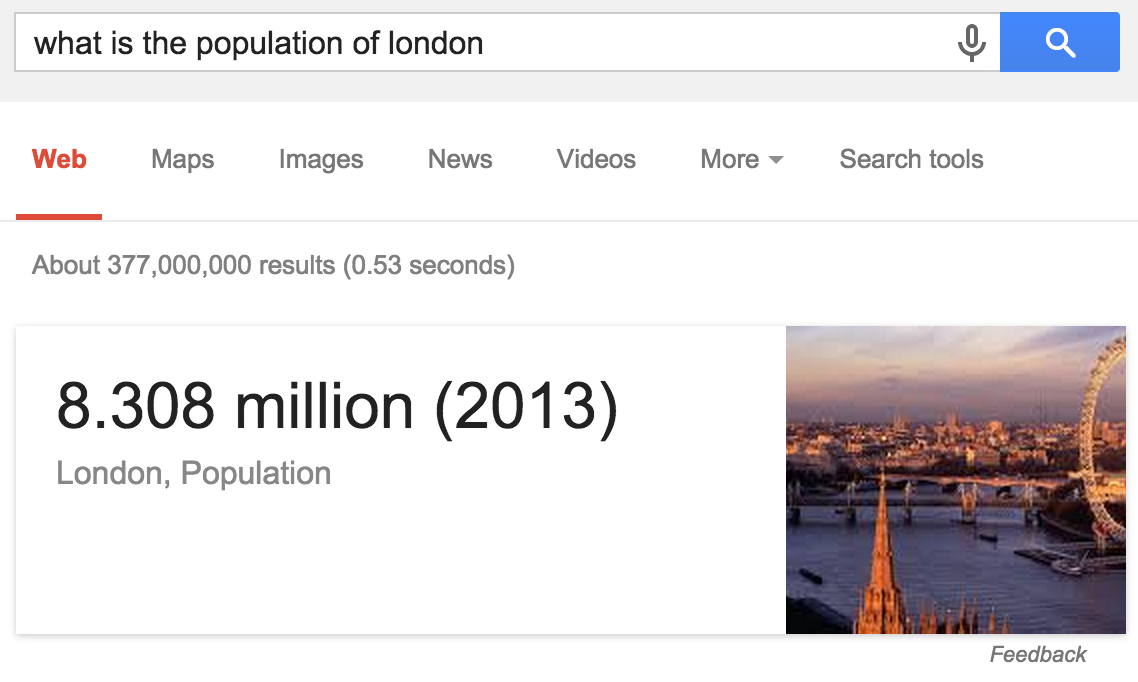 what is the population of london
Web Maps Images News Videos More Search tools
About 377,000,000 results (0.53 seconds)
8.308 million (2013)
London, Population
Feedback